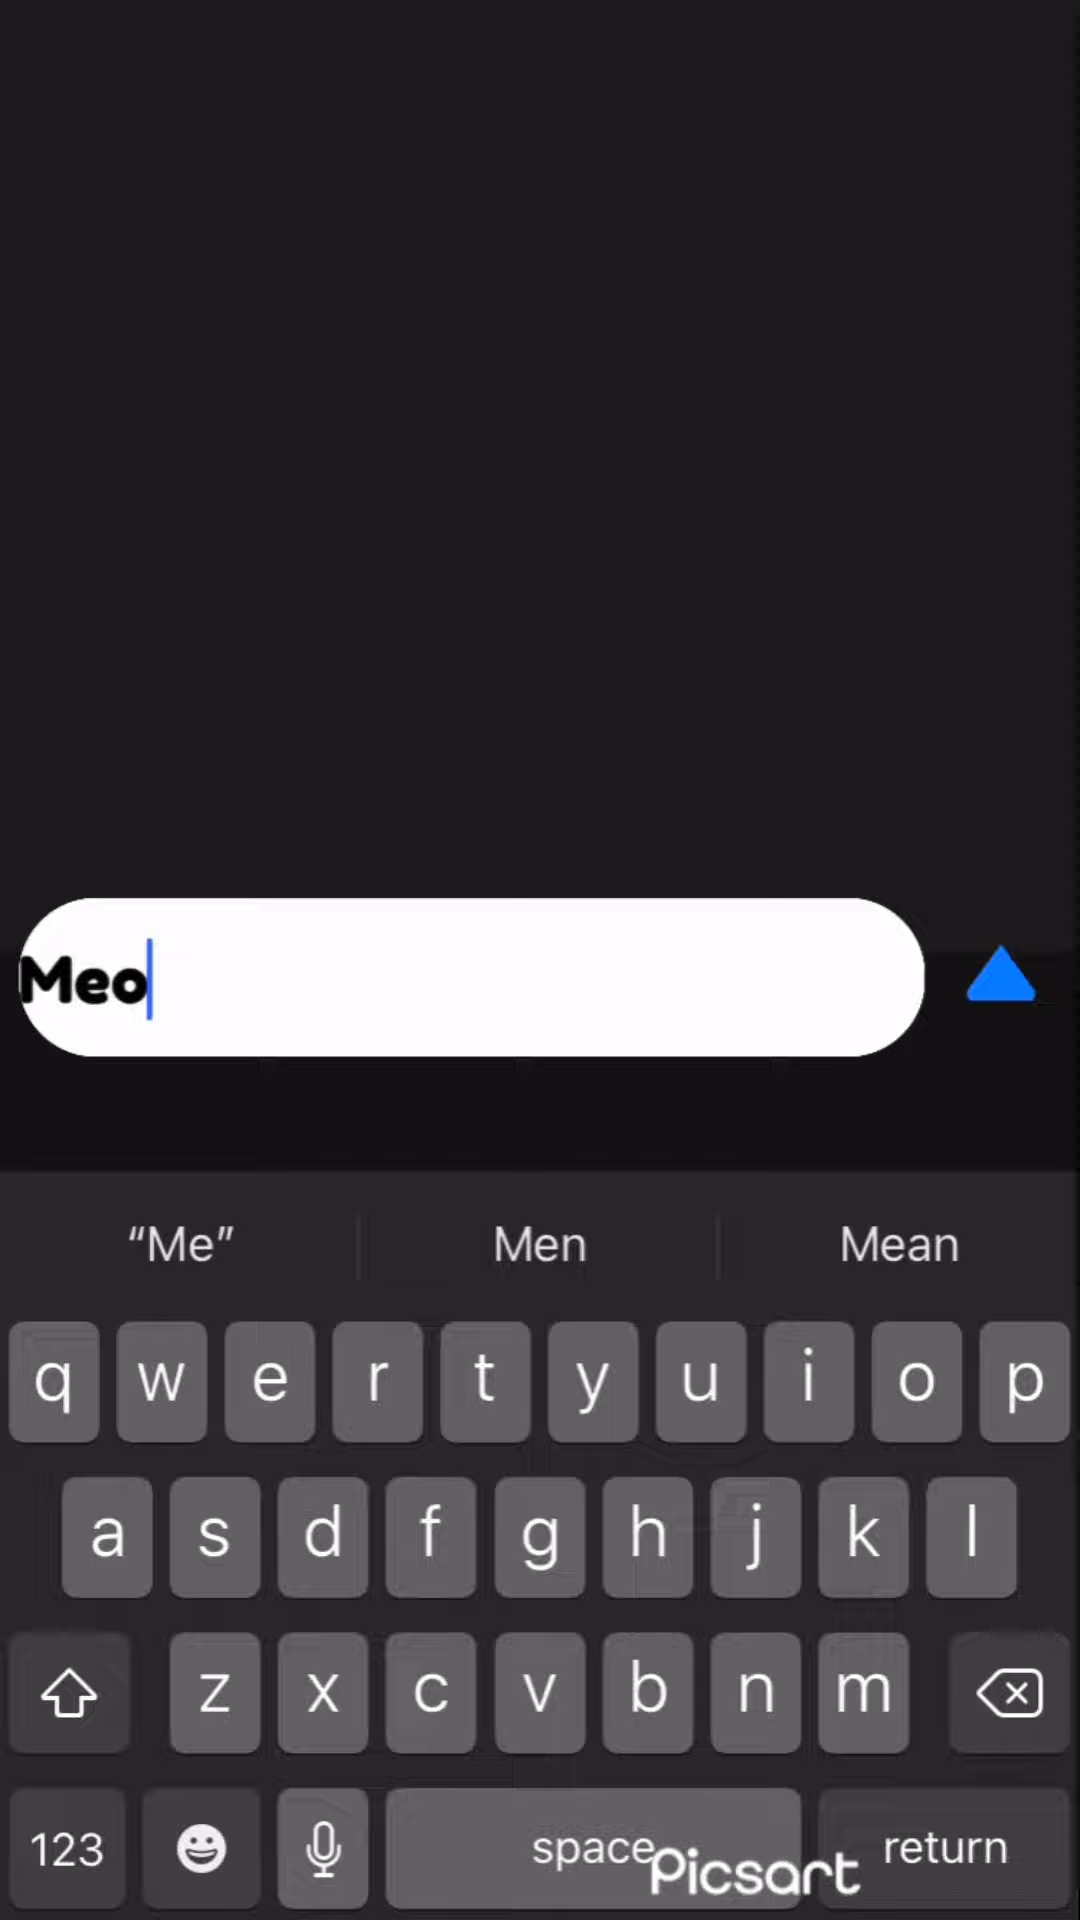 Meo
“Me” Men Mean
q w e r t y u i o p
a s d f g h j k l
z x c v b n m
123 space return
Picsart